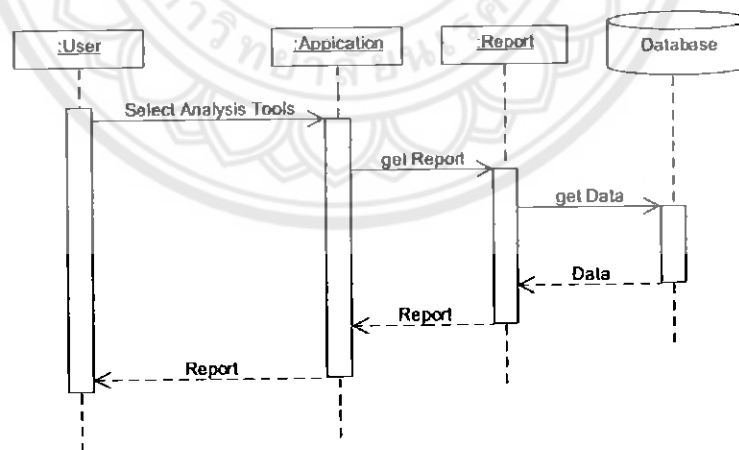 :User
:Appication
:Report
Database
Select Analysis Tools
get Report
get Data
Data
Report
Report